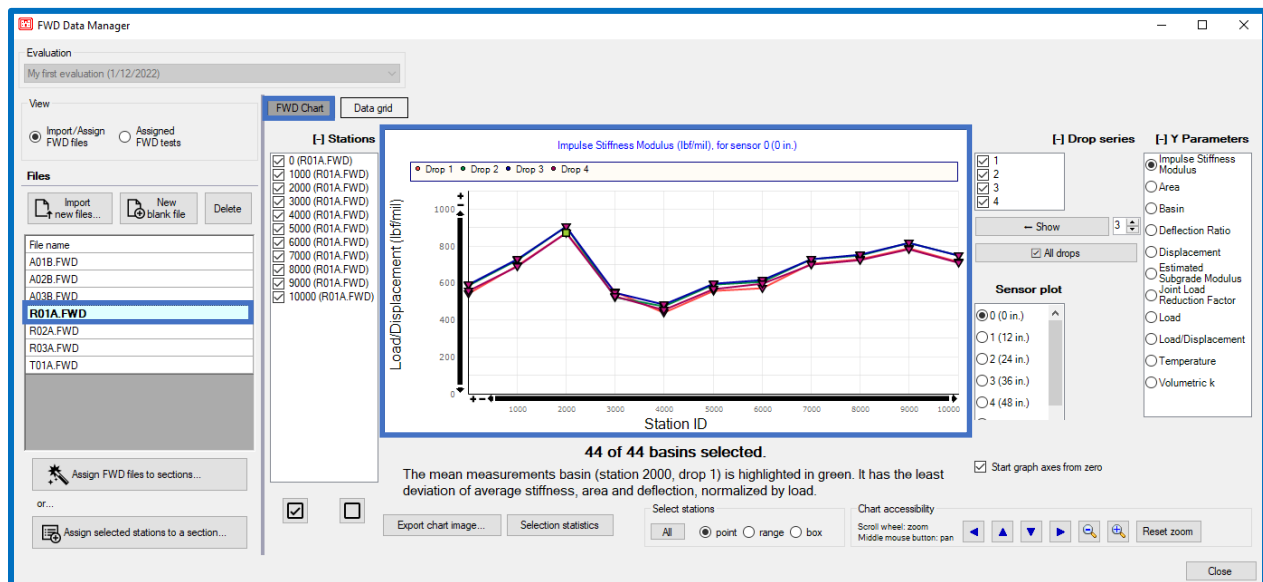 FWD Data Manager
Evaluation
My first evaluation (1/12/2022)
View
Import/Assign
FWD files
Assigned
FWD tests
Files
Import
new files...
New
blank file
Delete
File name
A01B.FWD
A02B.FWD
A03B.FWD
R01A.FWD
R02A.FWD
R03A.FWD
T01A.FWD
Assign FWD files to sections...
or...
Assign selected stations to a section...
FWD Chart
Data grid
[-] Stations
0 (R01A.FWD)
1000 (R01A.FWD)
2000 (R01A.FWD)
3000 (R01A.FWD)
4000 (R01A.FWD)
5000 (R01A.FWD)
6000 (R01A.FWD)
7000 (R01A.FWD)
8000 (R01A.FWD)
9000 (R01A.FWD)
10000 (R01A.FWD)
Impulse Stiffness Modulus (lbf/mil), for sensor 0 (0 in.)
Drop 1 Drop 2 Drop 3 Drop 4
Load/Displacement (lbf/mil)
1000
800
600
400
200
0
1000 2000 3000 4000 5000 6000 7000 8000 9000 10000
Station ID
44 of 44 basins selected.
The mean measurements basin (station 2000, drop 1) is highlighted in green. It has the least
deviation of average stiffness, area and deflection, normalized by load.
Export chart image...
Selection statistics
Select stations
All
point
range
box
Chart accessibility
Scroll wheel: zoom
Middle mouse button: pan
Reset zoom
[-] Drop series
1
2
3
4
← Show
3
All drops
Sensor plot
0 (0 in.)
1 (12 in.)
2 (24 in.)
3 (36 in.)
4 (48 in.)
Start graph axes from zero
[-] Y Parameters
Impulse Stiffness
Modulus
Area
Basin
Deflection Ratio
Displacement
Estimated
Subgrade Modulus
Joint Load
Reduction Factor
Load
Load/Displacement
Temperature
Volumetric k
Close